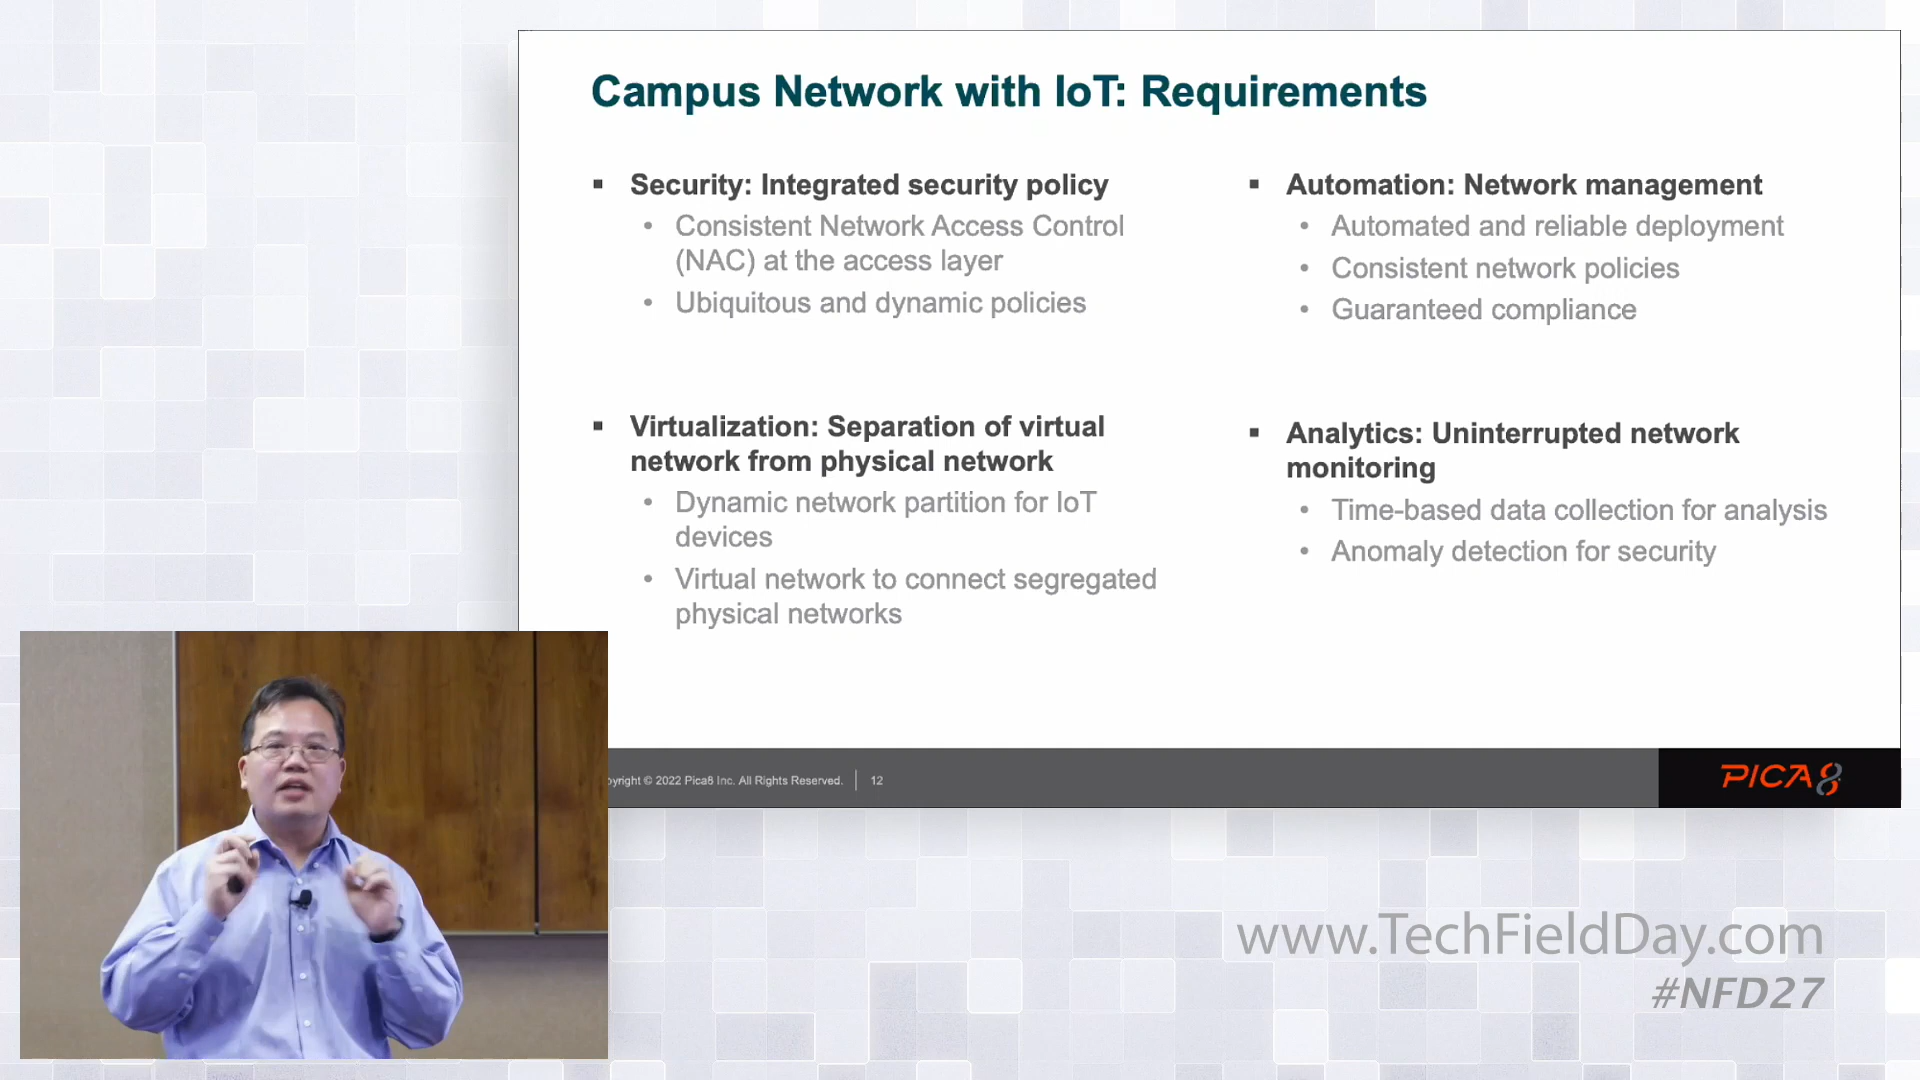 Campus Network with IoT: Requirements
▪ Security: Integrated security policy
• Consistent Network Access Control
(NAC) at the access layer
• Ubiquitous and dynamic policies
▪ Virtualization: Separation of virtual
network from physical network
• Dynamic network partition for IoT
devices
• Virtual network to connect segregated
physical networks
▪ Automation: Network management
• Automated and reliable deployment
• Consistent network policies
• Guaranteed compliance
▪ Analytics: Uninterrupted network
monitoring
• Time-based data collection for analysis
• Anomaly detection for security
yright © 2022 Pica8 Inc. All Rights Reserved. | 12
PICA8
www.TechFieldDay.com
#NFD27